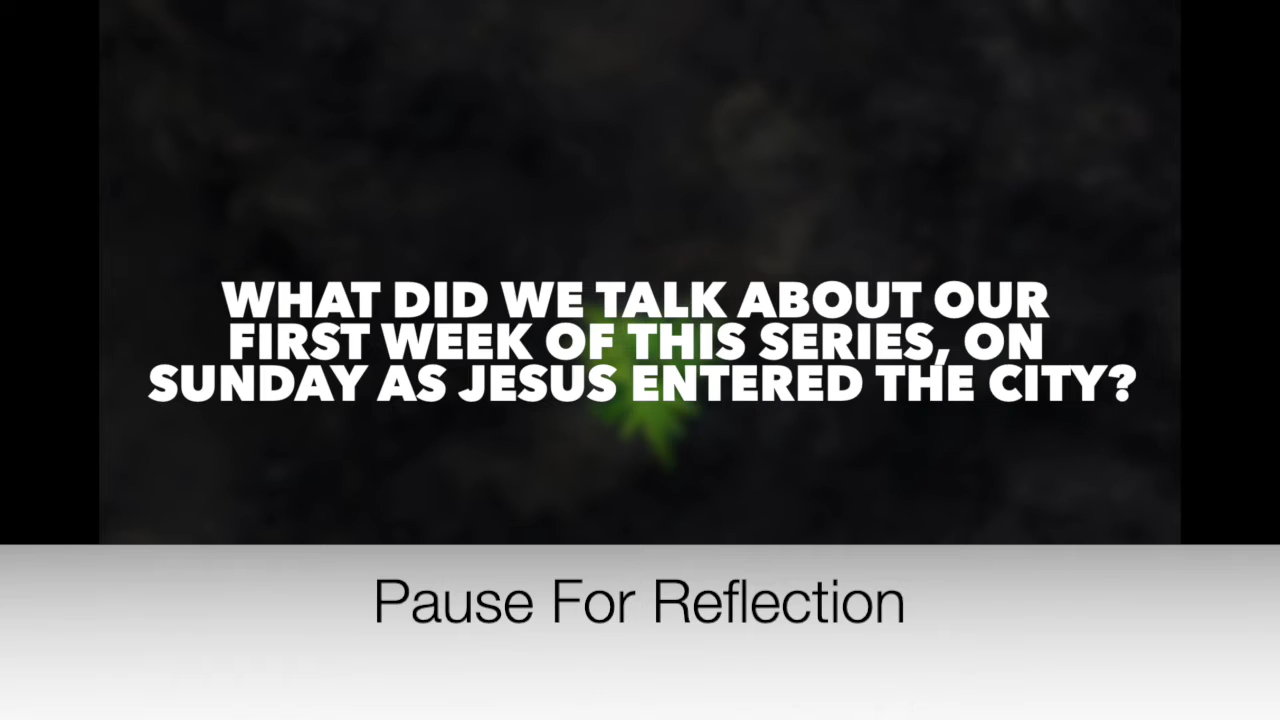 WHAT DID WE TALK ABOUT OUR
FIRST WEEK OF THIS SERIES, ON
SUNDAY AS JESUS ENTERED THE CITY?
Pause For Reflection